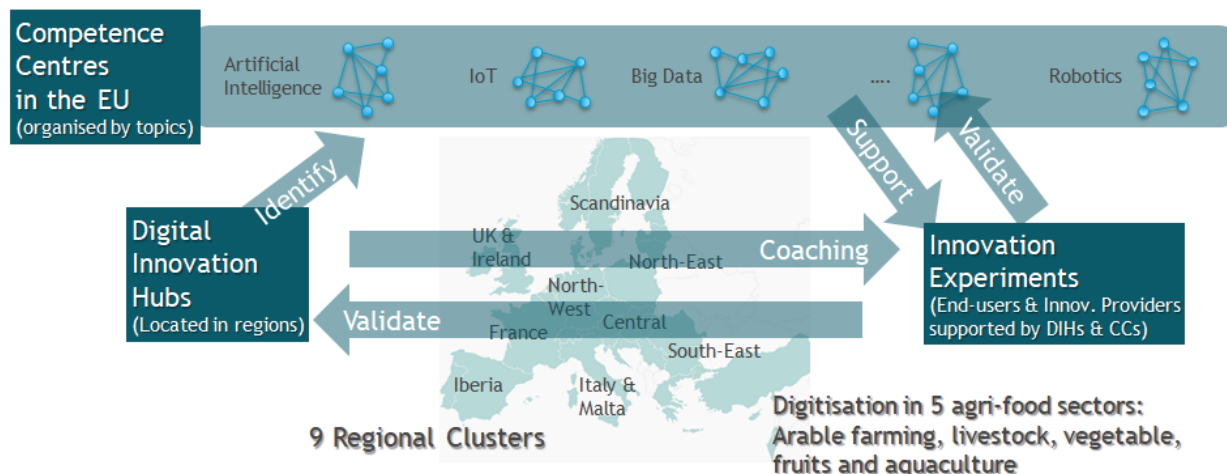 Competence
Centres
in the EU
(organised by topics)
Artificial
Intelligence
IoT
Big Data
....
Robotics
Identify
Support
Validate
Digital
Innovation
Hubs
(Located in regions)
Scandinavia
UK &
Ireland
North-East
North-
West
France
Central
South-East
Iberia
Italy &
Malta
Coaching
Validate
Innovation
Experiments
(End-users & Innov. Providers
supported by DIHs & CCs)
9 Regional Clusters
Digitisation in 5 agri-food sectors:
Arable farming, livestock, vegetable,
fruits and aquaculture